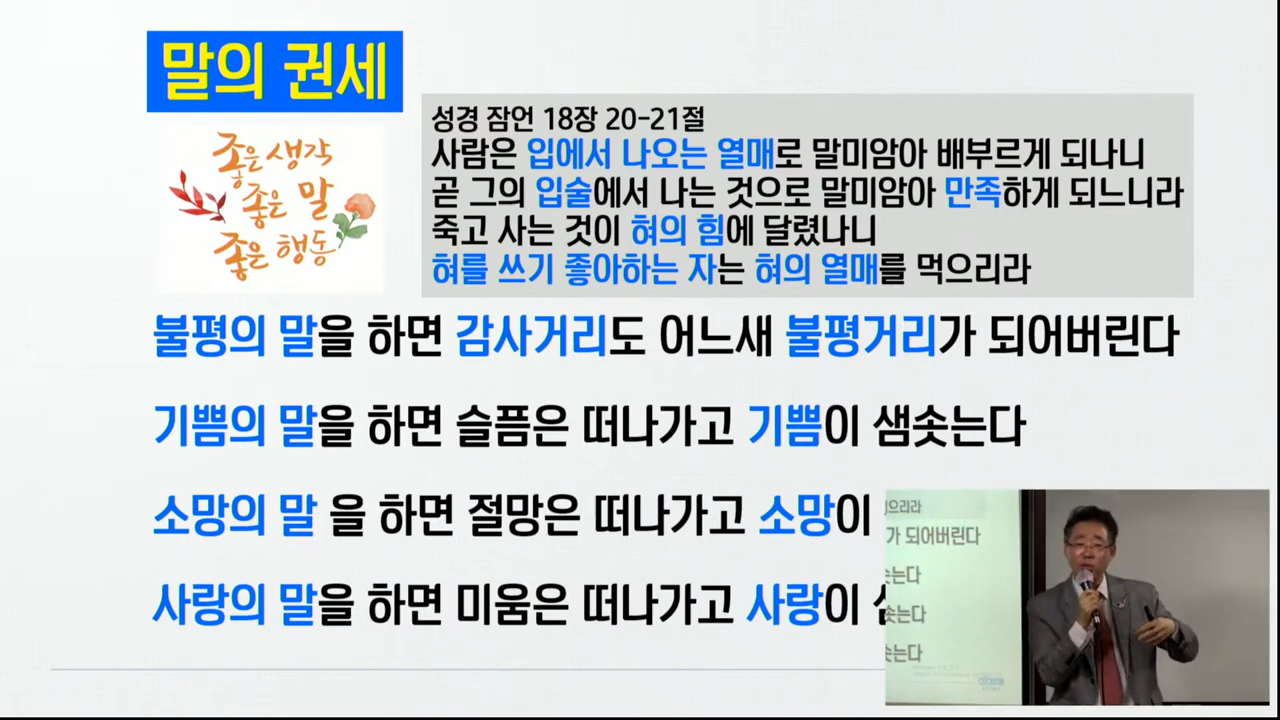 말의 권세
좋은 생각
좋은 말
좋은 행동
성경 잠언 18장 20-21절
사람은 입에서 나오는 열매로 말미암아 배부르게 되나니
곧 그의 입술에서 나는 것으로 말미암아 만족하게 되느니라
죽고 사는 것이 혀의 힘에 달렸나니
혀를 쓰기 좋아하는 자는 혀의 열매를 먹으리라
불평의 말을 하면 감사거리도 어느새 불평거리가 되어버린다
기쁨의 말을 하면 슬픔은 떠나가고 기쁨이 샘솟는다
소망의 말 을 하면 절망은 떠나가고 소망이
사랑의 말을 하면 미움은 떠나가고 사랑이
으리라
가 되어버린다
는다
솟는다
솟는다